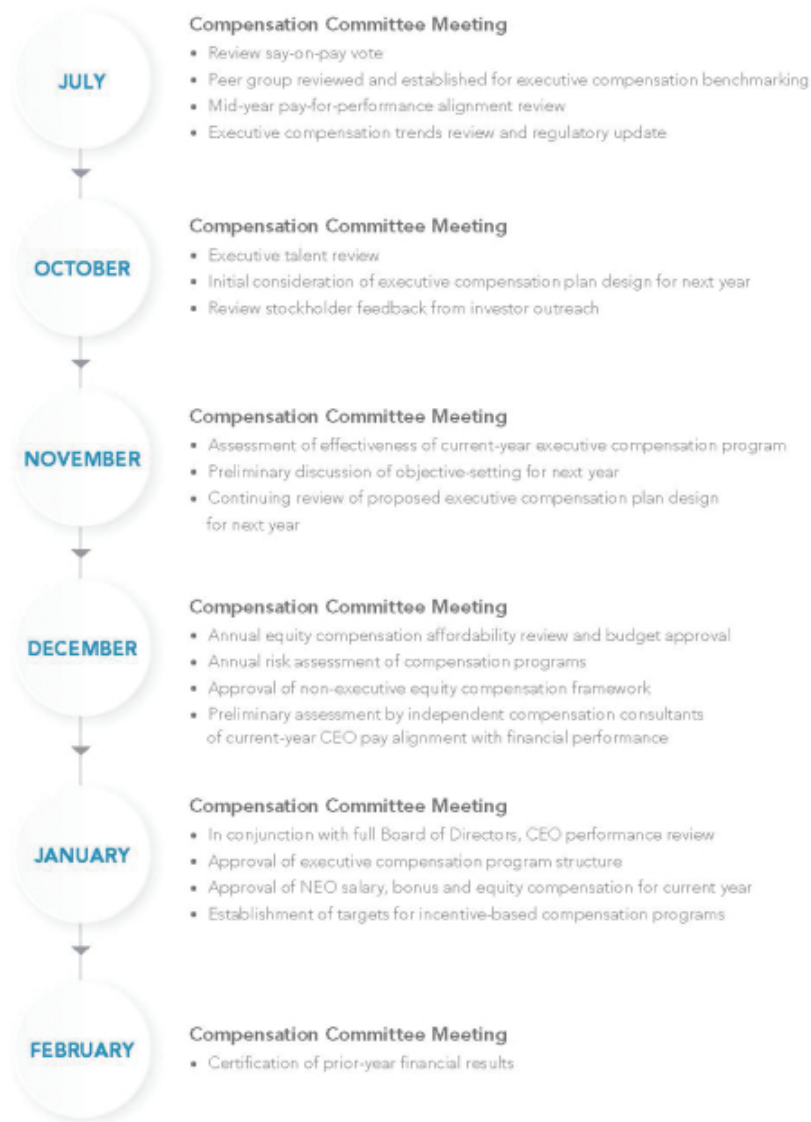 JULY
Compensation Committee Meeting
• Review say-on-pay vote
• Peer group reviewed and established for executive compensation benchmarking
• Mid-year pay-for-performance alignment review
• Executive compensation trends review and regulatory update
OCTOBER
Compensation Committee Meeting
• Executive talent review
• Initial consideration of executive compensation plan design for next year
• Review stockholder feedback from investor outreach
NOVEMBER
Compensation Committee Meeting
• Assessment of effectiveness of current-year executive compensation program
• Preliminary discussion of objective-setting for next year
• Continuing review of proposed executive compensation plan design
for next year
DECEMBER
Compensation Committee Meeting
• Annual equity compensation affordability review and budget approval
• Annual risk assessment of compensation programs
• Approval of non-executive equity compensation framework
• Preliminary assessment by independent compensation consultants
of current-year CEO pay alignment with financial performance
JANUARY
Compensation Committee Meeting
• In conjunction with full Board of Directors, CEO performance review
• Approval of executive compensation program structure
• Approval of NEO salary, bonus and equity compensation for current year
• Establishment of targets for incentive-based compensation programs
FEBRUARY
Compensation Committee Meeting
• Certification of prior-year financial results